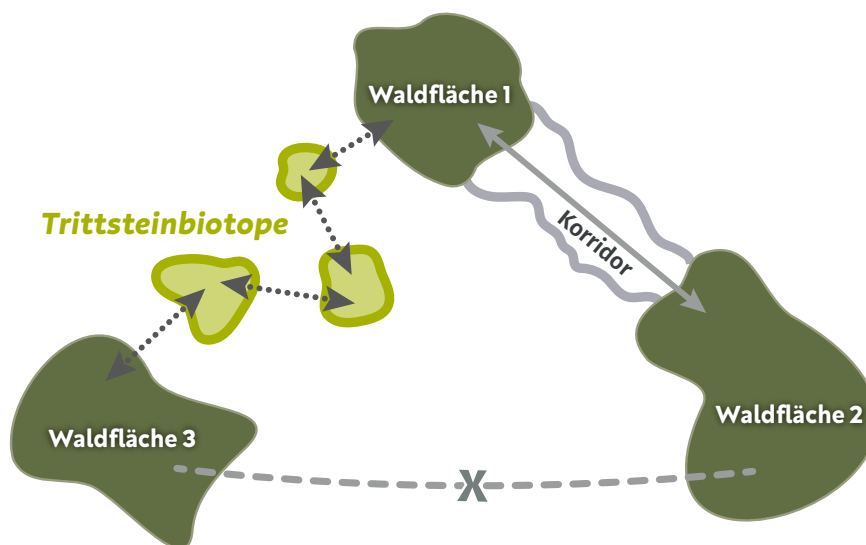 Waldfläche 1
Trittsteinbiotope
Korridor
Waldfläche 2
Waldfläche 3
X